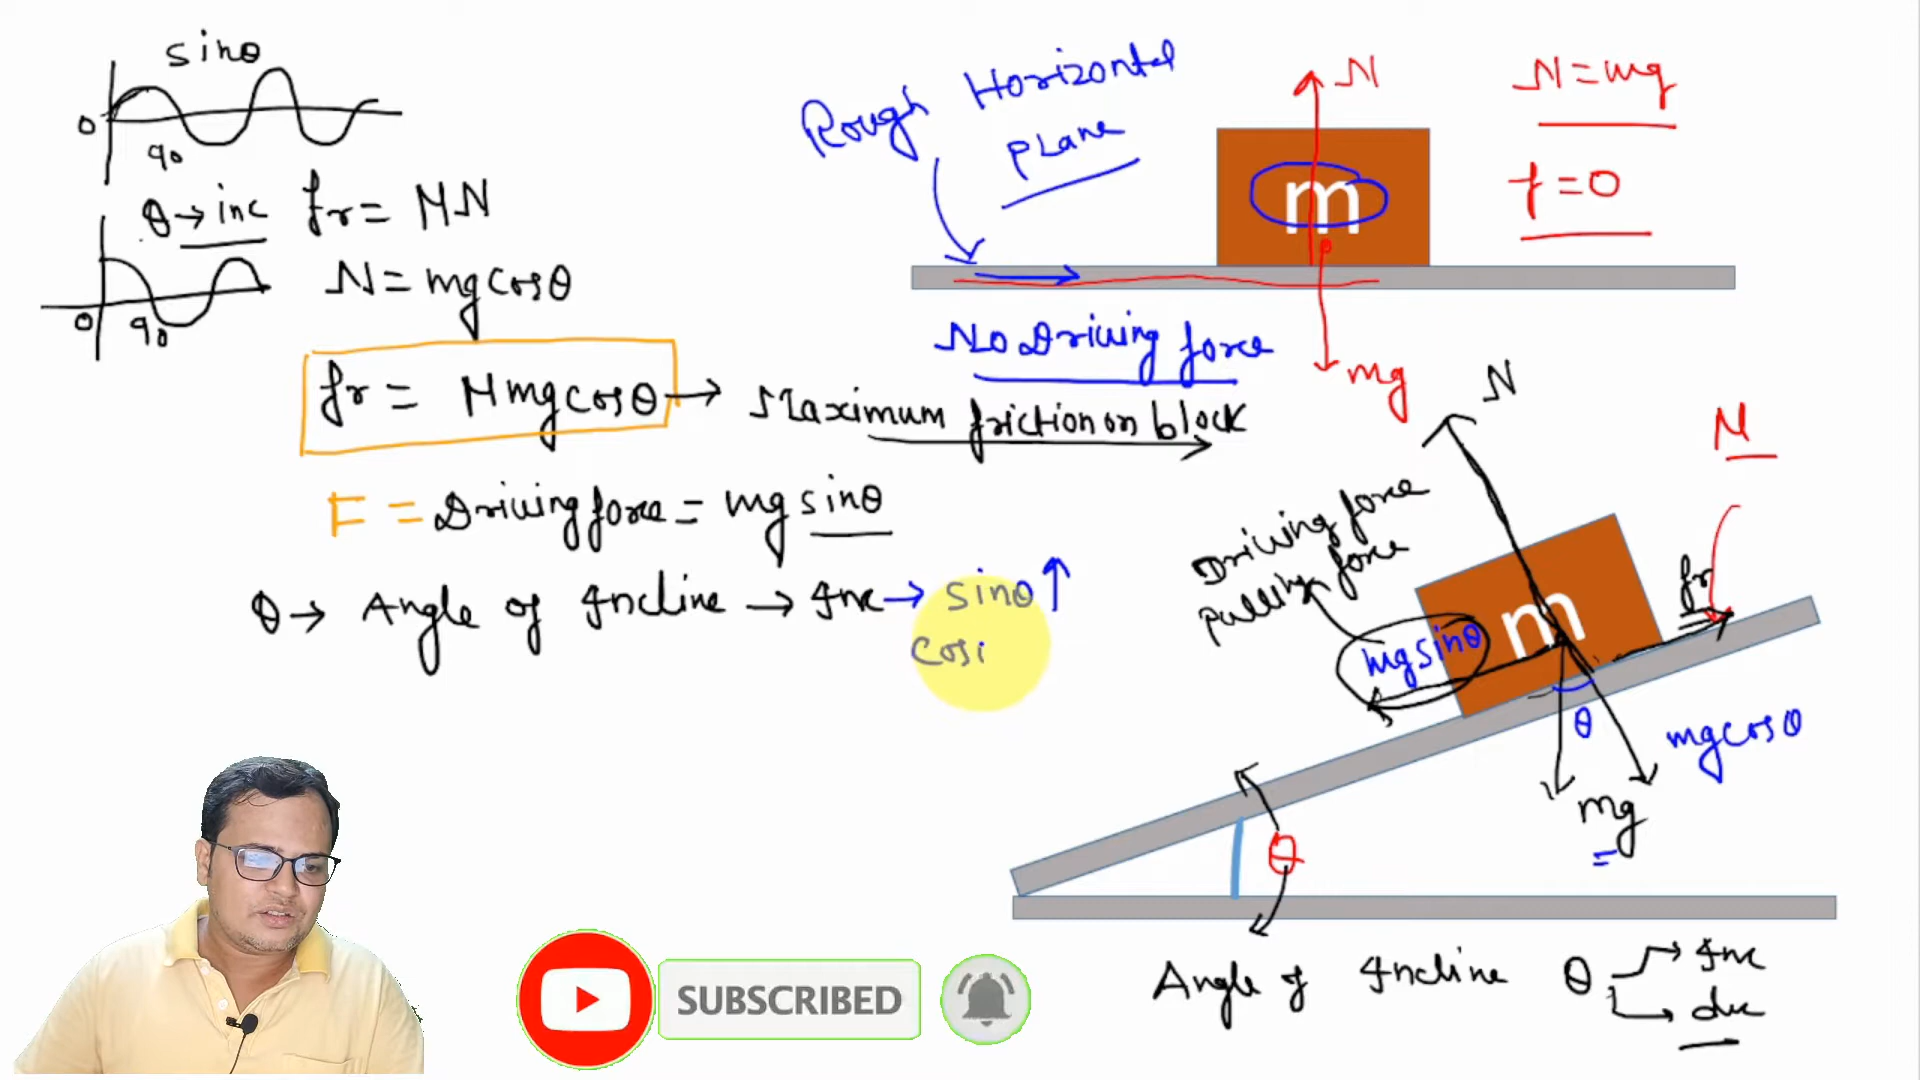 sinθ
0
90
θ → inc
fr = μN
0
90
N = mg cosθ
fr = μmg cosθ → Maximum friction on block
F = Driving force = mg sinθ
θ → Angle of Incline → Inc → sinθ ↑
cos
Rough Horizontal
Plane
N
N = mg
f = 0
m
No Driving force
mg
N
μ
Driving force
Pulling force
fr
m
mg sinθ
θ
mg cosθ
mg
θ
Angle of Incline θ → Inc
→ dec
SUBSCRIBED